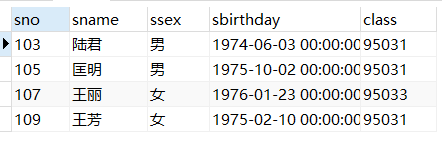 sno sname ssex sbirthday class
103 陆君 男 1974-06-03 00:00:00 95031
105 匡明 男 1975-10-02 00:00:00 95031
107 王丽 女 1976-01-23 00:00:00 95033
109 王芳 女 1975-02-10 00:00:00 95031